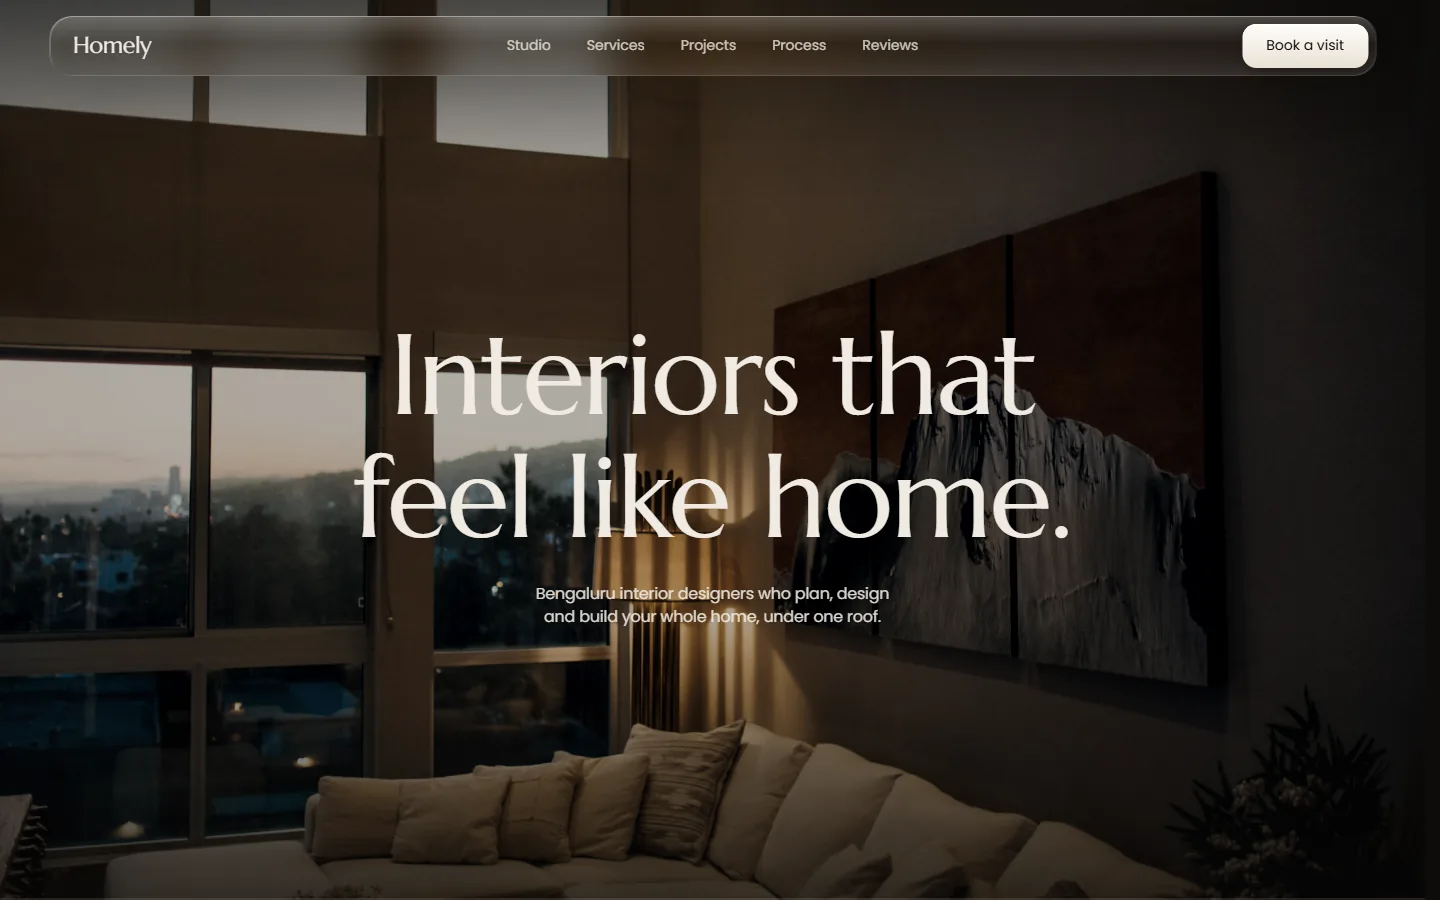 Homely
Studio
Services
Projects
Process
Reviews
Book a visit
Interiors that
feel like home.
Bengaluru interior designers who plan, design
and build your whole home, under one roof.